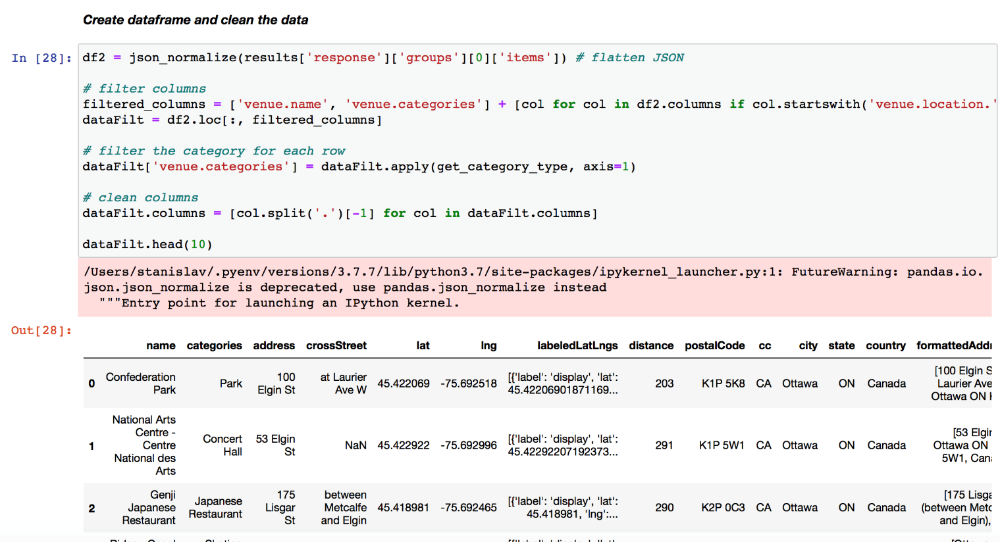 Create dataframe and clean the data
In [28]:
df2 = json_normalize(results['response']['groups'][0]['items']) # flatten JSON
# filter columns
filtered_columns = ['venue.name', 'venue.categories'] + [col for col in df2.columns if col.startswith('venue.location.'
dataFilt = df2.loc[:, filtered_columns]
# filter the category for each row
dataFilt['venue.categories'] = dataFilt.apply(get_category_type, axis=1)
# clean columns
dataFilt.columns = [col.split('.')[-1] for col in dataFilt.columns]
dataFilt.head(10)
/Users/stanislav/.pyenv/versions/3.7.7/lib/python3.7/site-packages/ipykernel_launcher.py:1: FutureWarning: pandas.io.
json.json_normalize is deprecated, use pandas.json_normalize instead
"""Entry point for launching an IPython kernel.
Out[28]:
name categories address crossStreet lat lng labeledLatLngs distance postalCode cc city state country formattedAddr
0
Confederation
Park
Park
100
Elgin St
at Laurier
Ave W
45.422069 -75.692518
[{'label': 'display', 'lat':
45.42206901871169...
203 K1P 5K8 CA Ottawa ON Canada
[100 Elgin S
Laurier Ave
Ottawa ON
1
National Arts
Centre -
Centre
National des
Arts
Concert
Hall
53 Elgin
St
NaN 45.422922 -75.692996
[{'label': 'display', 'lat':
45.42292207192373...
291 K1P 5W1 CA Ottawa ON Canada
[53 Elgin
Ottawa ON
5W1, Cana
2
Genji
Japanese
Restaurant
Japanese
Restaurant
175
Lisgar
St
between
Metcalfe
and Elgin
45.418981 -75.692465
[{'label': 'display', 'lat':
45.418981, 'lng':...
290 K2P 0C3 CA Ottawa ON Canada
[175 Lisga
(between Metc
and Elgin),